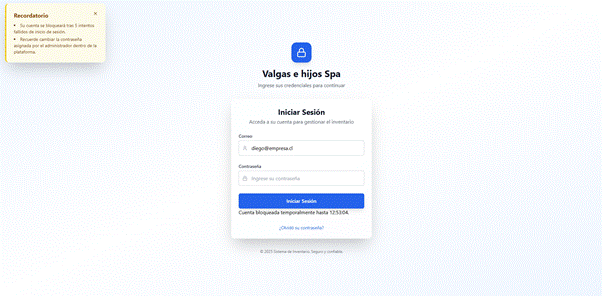 Recordatorio
×
• Su cuenta se bloqueará tras 5 intentos
fallidos de inicio de sesión.
• Recuerde cambiar la contraseña
asignada por el administrador dentro de la
plataforma.
Valgas e hijos Spa
Ingrese sus credenciales para continuar
Iniciar Sesión
Acceda a su cuenta para gestionar el inventario
Correo
diego@empresa.cl
Contraseña
Ingrese su contraseña
Iniciar Sesión
Cuenta bloqueada temporalmente hasta 12:53:04.
¿Olvidó su contraseña?
© 2025 Sistema de Inventario. Seguro y confiable.